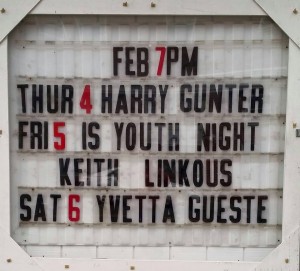 FEB 7PM
THUR 4 HARRY GUNTER
FRI 5 IS YOUTH NIGHT
KEITH LINKOUS
SAT 6 YVETTA GUESTE